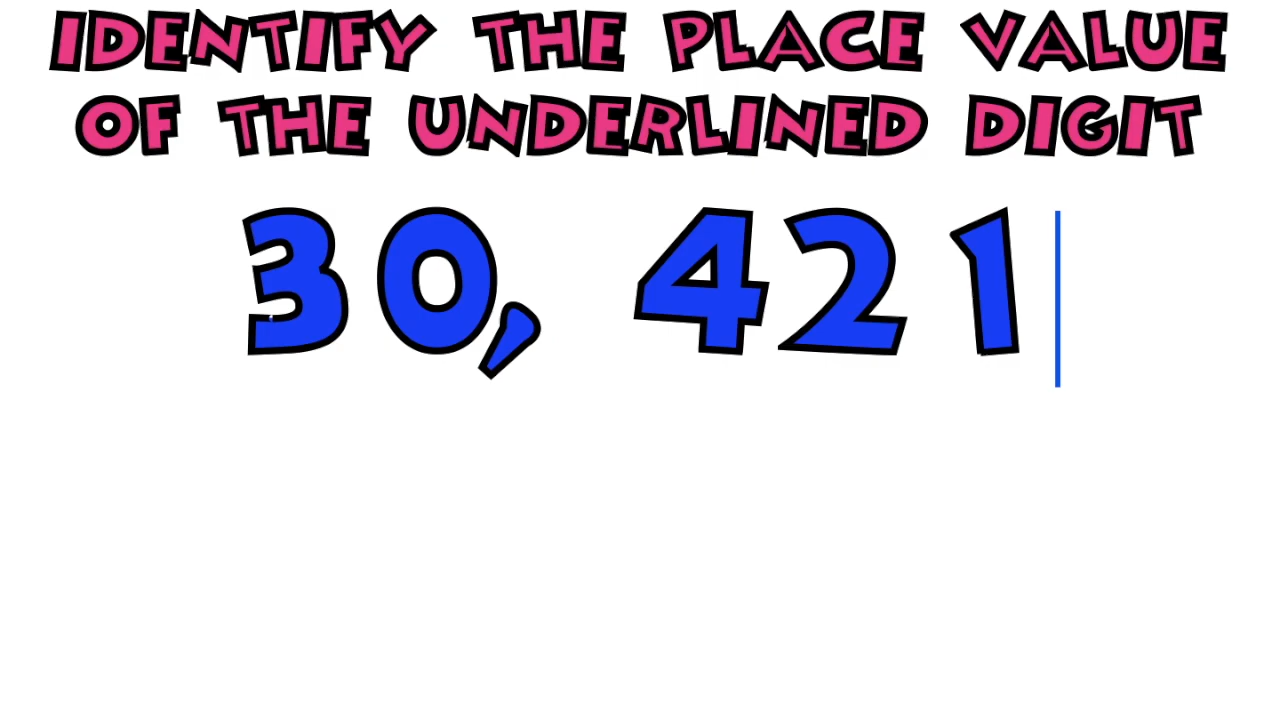 IDENTIFY THE PLACE VALUE
OF THE UNDERLINED DIGIT
30, 421